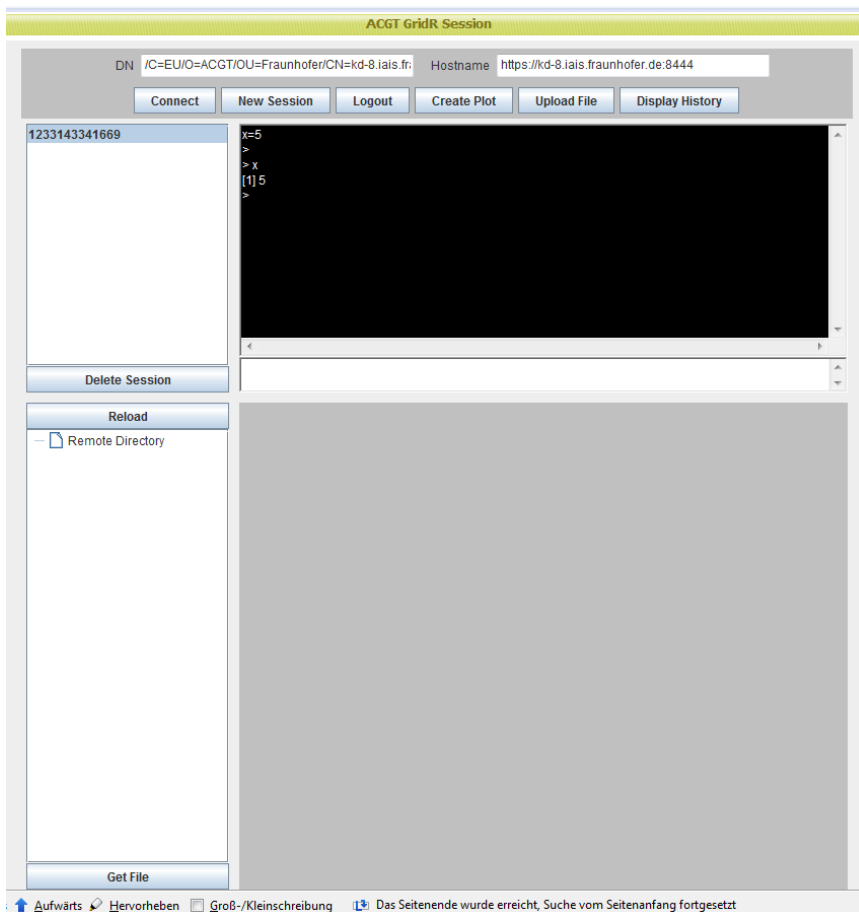 ACGT GridR Session
DN /C=EU/O=ACGT/OU=Fraunhofer/CN=kd-8.iais.fr Hostname https://kd-8.iais.fraunhofer.de:8444
Connect New Session Logout Create Plot Upload File Display History
1233143341669
x=5
>
> x
[1] 5
>
Delete Session
Reload
Remote Directory
Get File
Aufwärts Hervorheben Groß-/Kleinschreibung Das Seitenende wurde erreicht, Suche vom Seitenanfang fortgesetzt